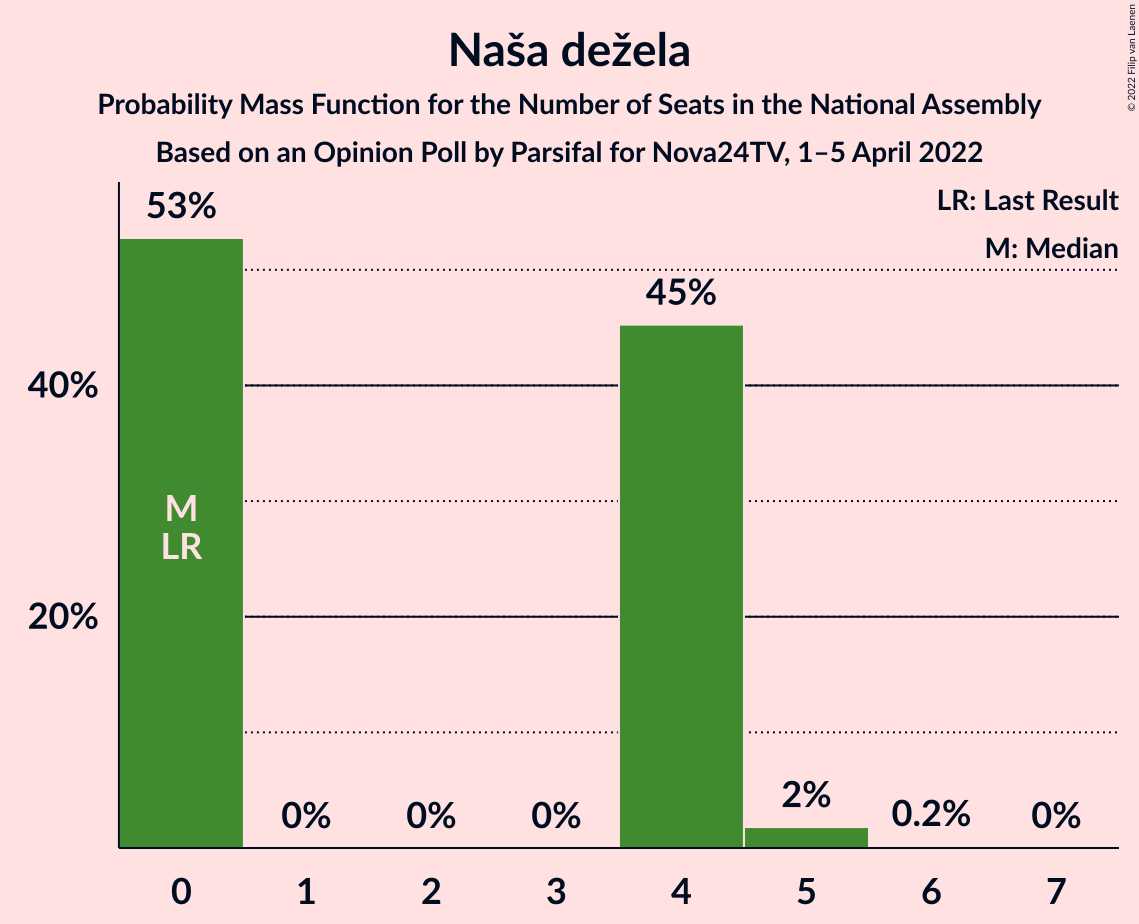 Naša dežela
Probability Mass Function for the Number of Seats in the National Assembly
Based on an Opinion Poll by Parsifal for Nova24TV, 1–5 April 2022
© 2022 Filip van Laenen
LR: Last Result
M: Median
53%
45%
40%
M
LR
20%
0%
0%
0%
2%
0.2%
0%
0
1
2
3
4
5
6
7